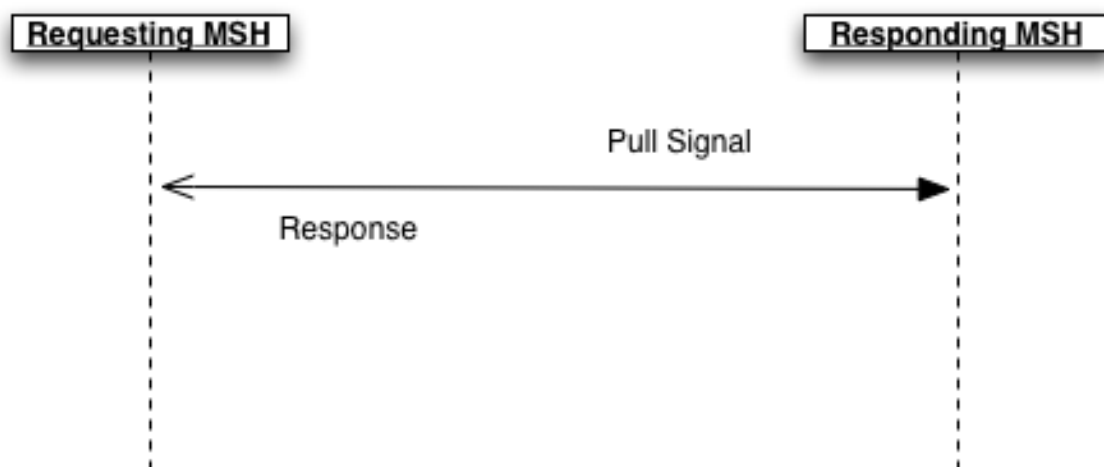 Requesting MSH
Responding MSH
Pull Signal
Response